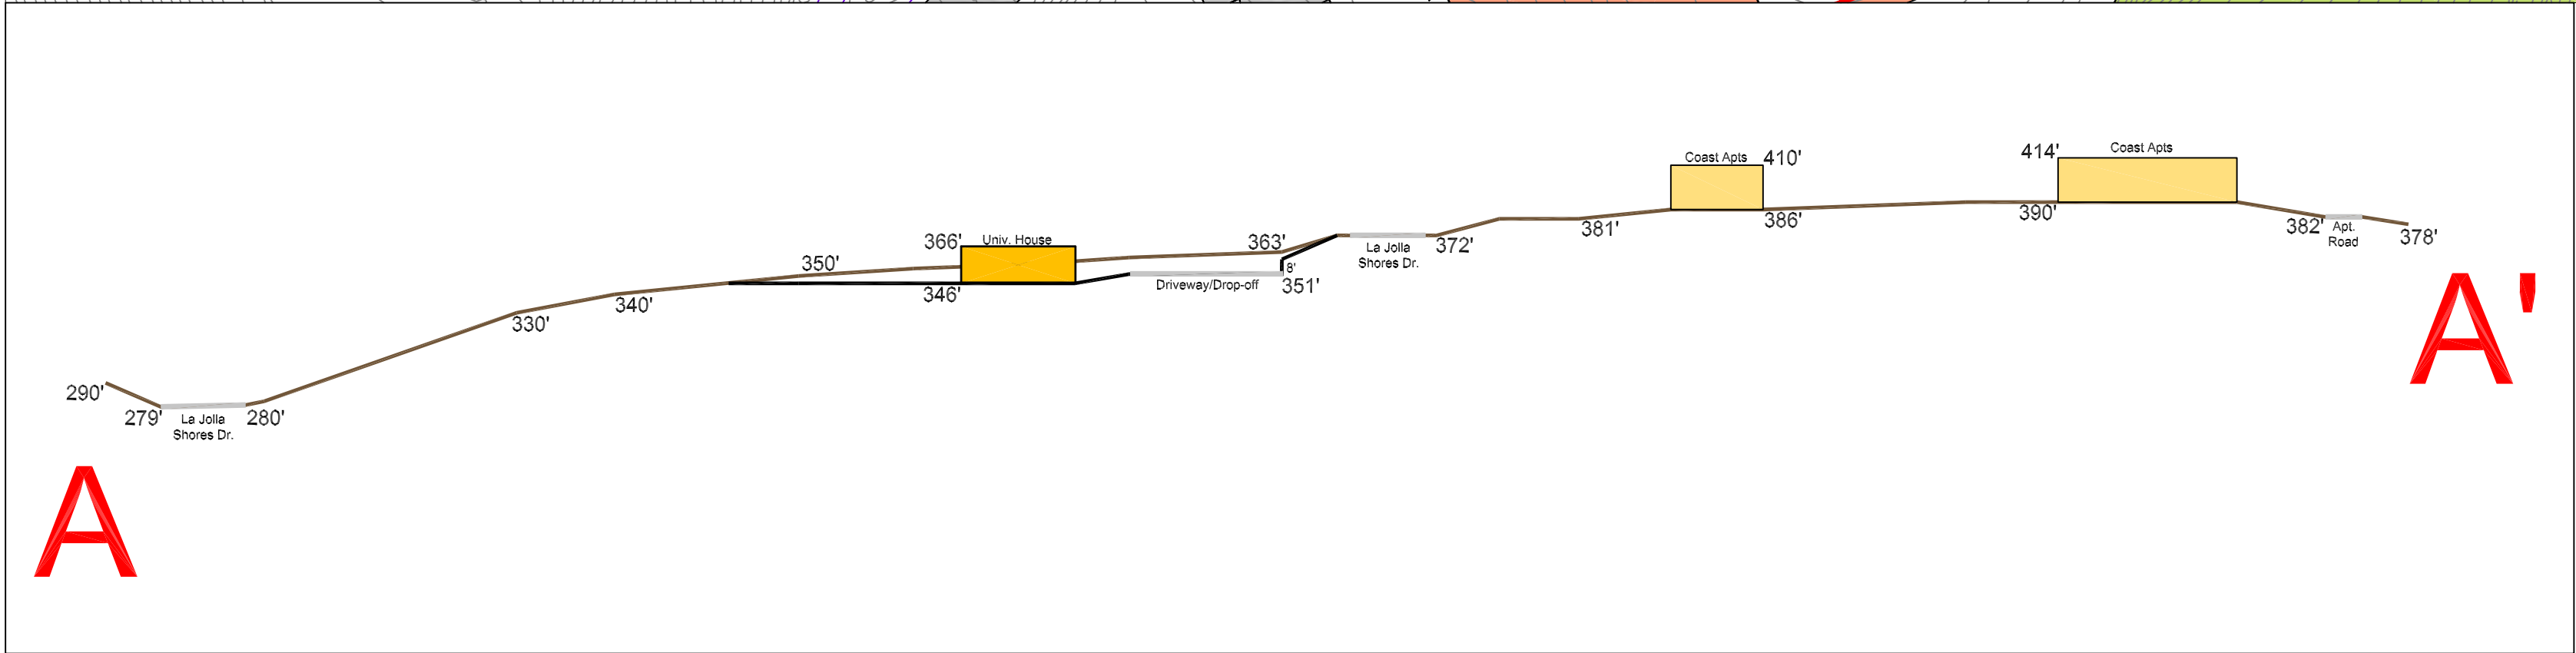 290'
279'
La Jolla
Shores Dr.
280'
330'
340'
350'
366'
Univ. House
346'
Driveway/Drop-off
363'
8'
351'
La Jolla
Shores Dr.
372'
381'
Coast Apts
410'
386'
414'
Coast Apts
390'
382'
Apt.
Road
378'
A
A'